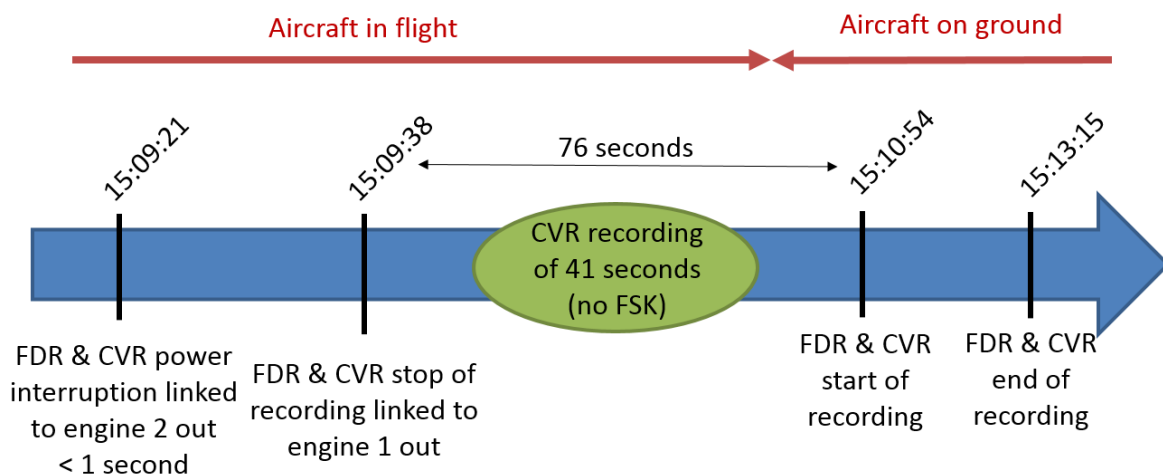 Aircraft in flight
Aircraft on ground
15:09:21
15:09:38
76 seconds
15:10:54
15:13:15
CVR recording
of 41 seconds
(no FSK)
FDR & CVR power
interruption linked
to engine 2 out
< 1 second
FDR & CVR stop of
recording linked to
engine 1 out
FDR & CVR
start of
recording
FDR & CVR
end of
recording